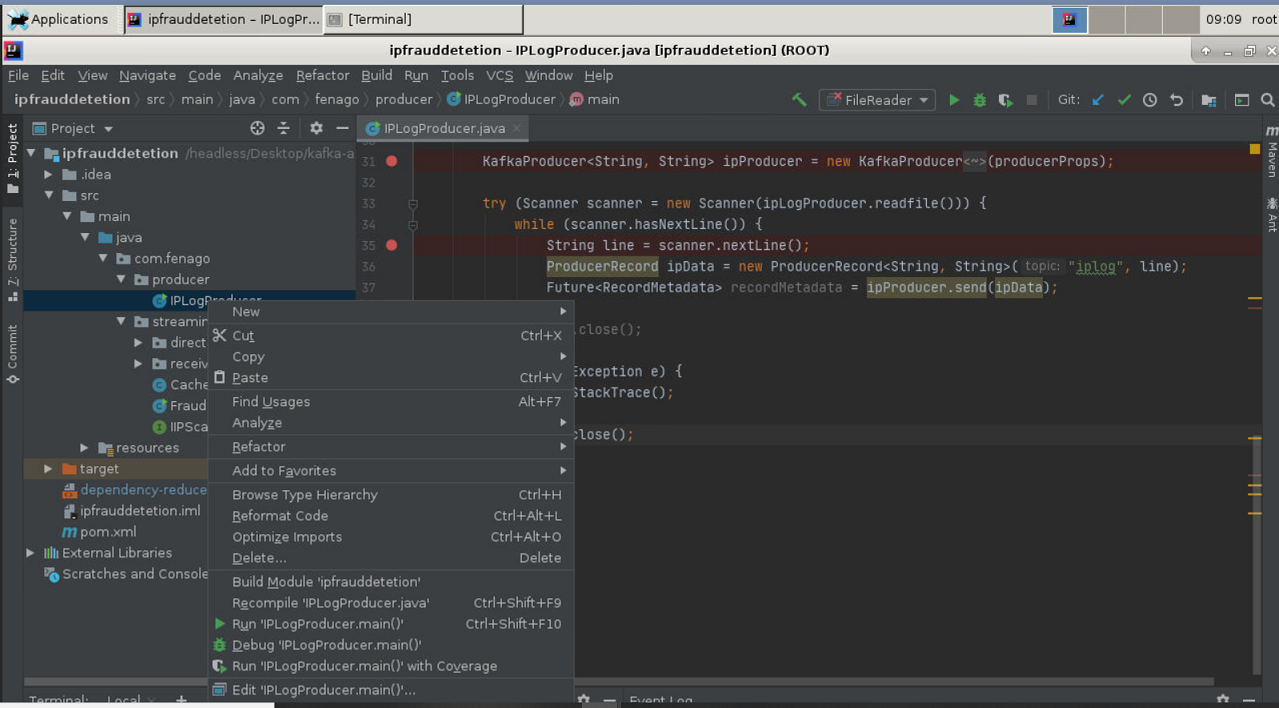 Applications
ipfrauddetetion – IPLogPr...
[Terminal]
09:09 root
ipfrauddetetion – IPLogProducer.java [ipfrauddetetion] (ROOT)
File Edit View Navigate Code Analyze Refactor Build Run Tools VCS Window Help
ipfrauddetetion src main java com fenago producer IPLogProducer main
FileReader
Git:
1: Project
7: Structure
Commit
Project
ipfrauddetetion /headless/Desktop/kafka-a
.idea
src
main
java
com.fenago
producer
IPLogProducer
streamin
direct
receiv
Cache
Fraud
IIPSca
resources
target
dependency-reduce
ipfrauddetetion.iml
pom.xml
External Libraries
Scratches and Console
IPLogProducer.java
31 KafkaProducer<String, String> ipProducer = new KafkaProducer<~>(producerProps);
32
33 try (Scanner scanner = new Scanner(ipLogProducer.readfile())) {
34 while (scanner.hasNextLine()) {
35 String line = scanner.nextLine();
36 ProducerRecord ipData = new ProducerRecord<String, String>( topic: "iplog", line);
37 Future<RecordMetadata> recordMetadata = ipProducer.send(ipData);
.close();
Exception e) {
StackTrace();
close();
New
Cut Ctrl+X
Copy
Paste Ctrl+V
Find Usages Alt+F7
Analyze
Refactor
Add to Favorites
Browse Type Hierarchy Ctrl+H
Reformat Code Ctrl+Alt+L
Optimize Imports Ctrl+Alt+O
Delete... Delete
Build Module 'ipfrauddetetion'
Recompile 'IPLogProducer.java' Ctrl+Shift+F9
Run 'IPLogProducer.main()' Ctrl+Shift+F10
Debug 'IPLogProducer.main()'
Run 'IPLogProducer.main()' with Coverage
Edit 'IPLogProducer.main()'...
Maven
Ant
Terminal: Local
Event Log